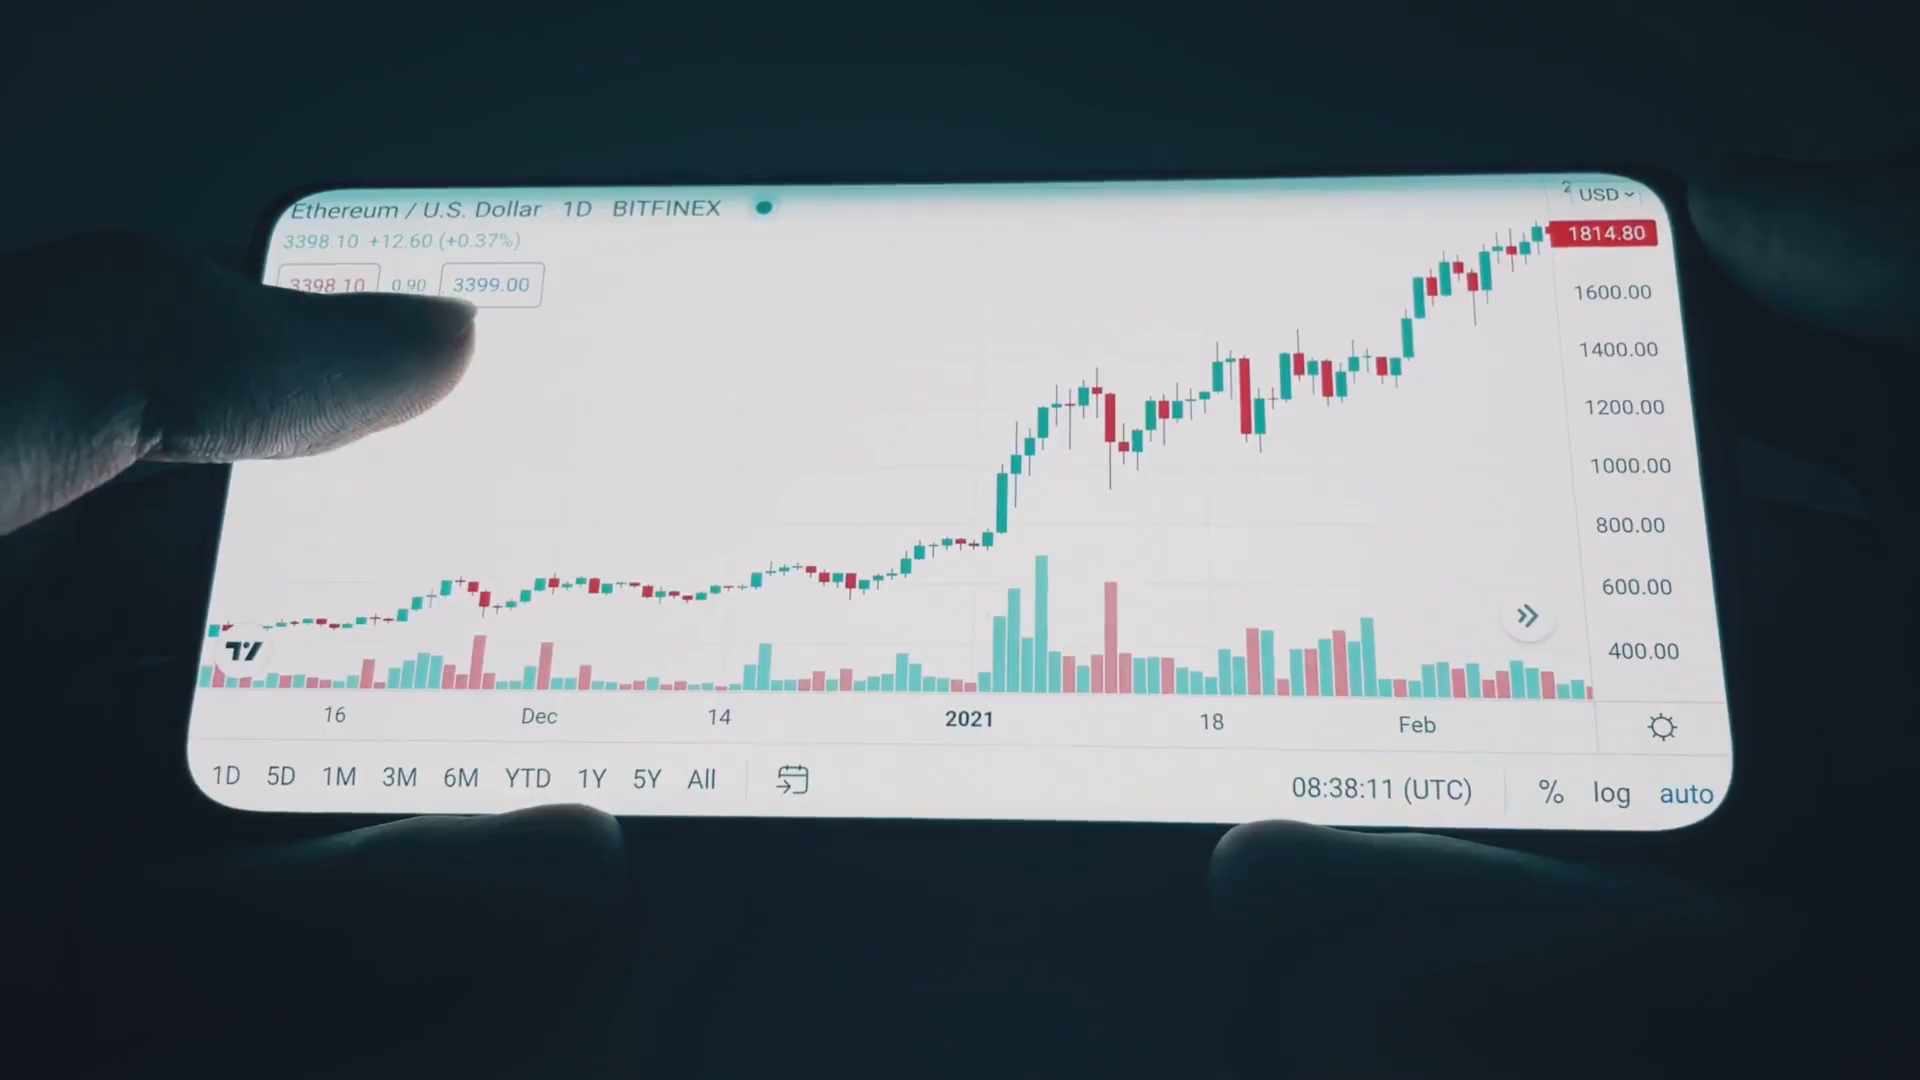 Ethereum / U.S. Dollar 1D BITFINEX
2 USD
3398.10 +12.60 (+0.37%)
1814.80
3398.10 0.90 3399.00
1600.00
1400.00
1200.00
1000.00
800.00
600.00
400.00
16 Dec 14 2021 18 Feb
1D 5D 1M 3M 6M YTD 1Y 5Y All 08:38:11 (UTC) % log auto